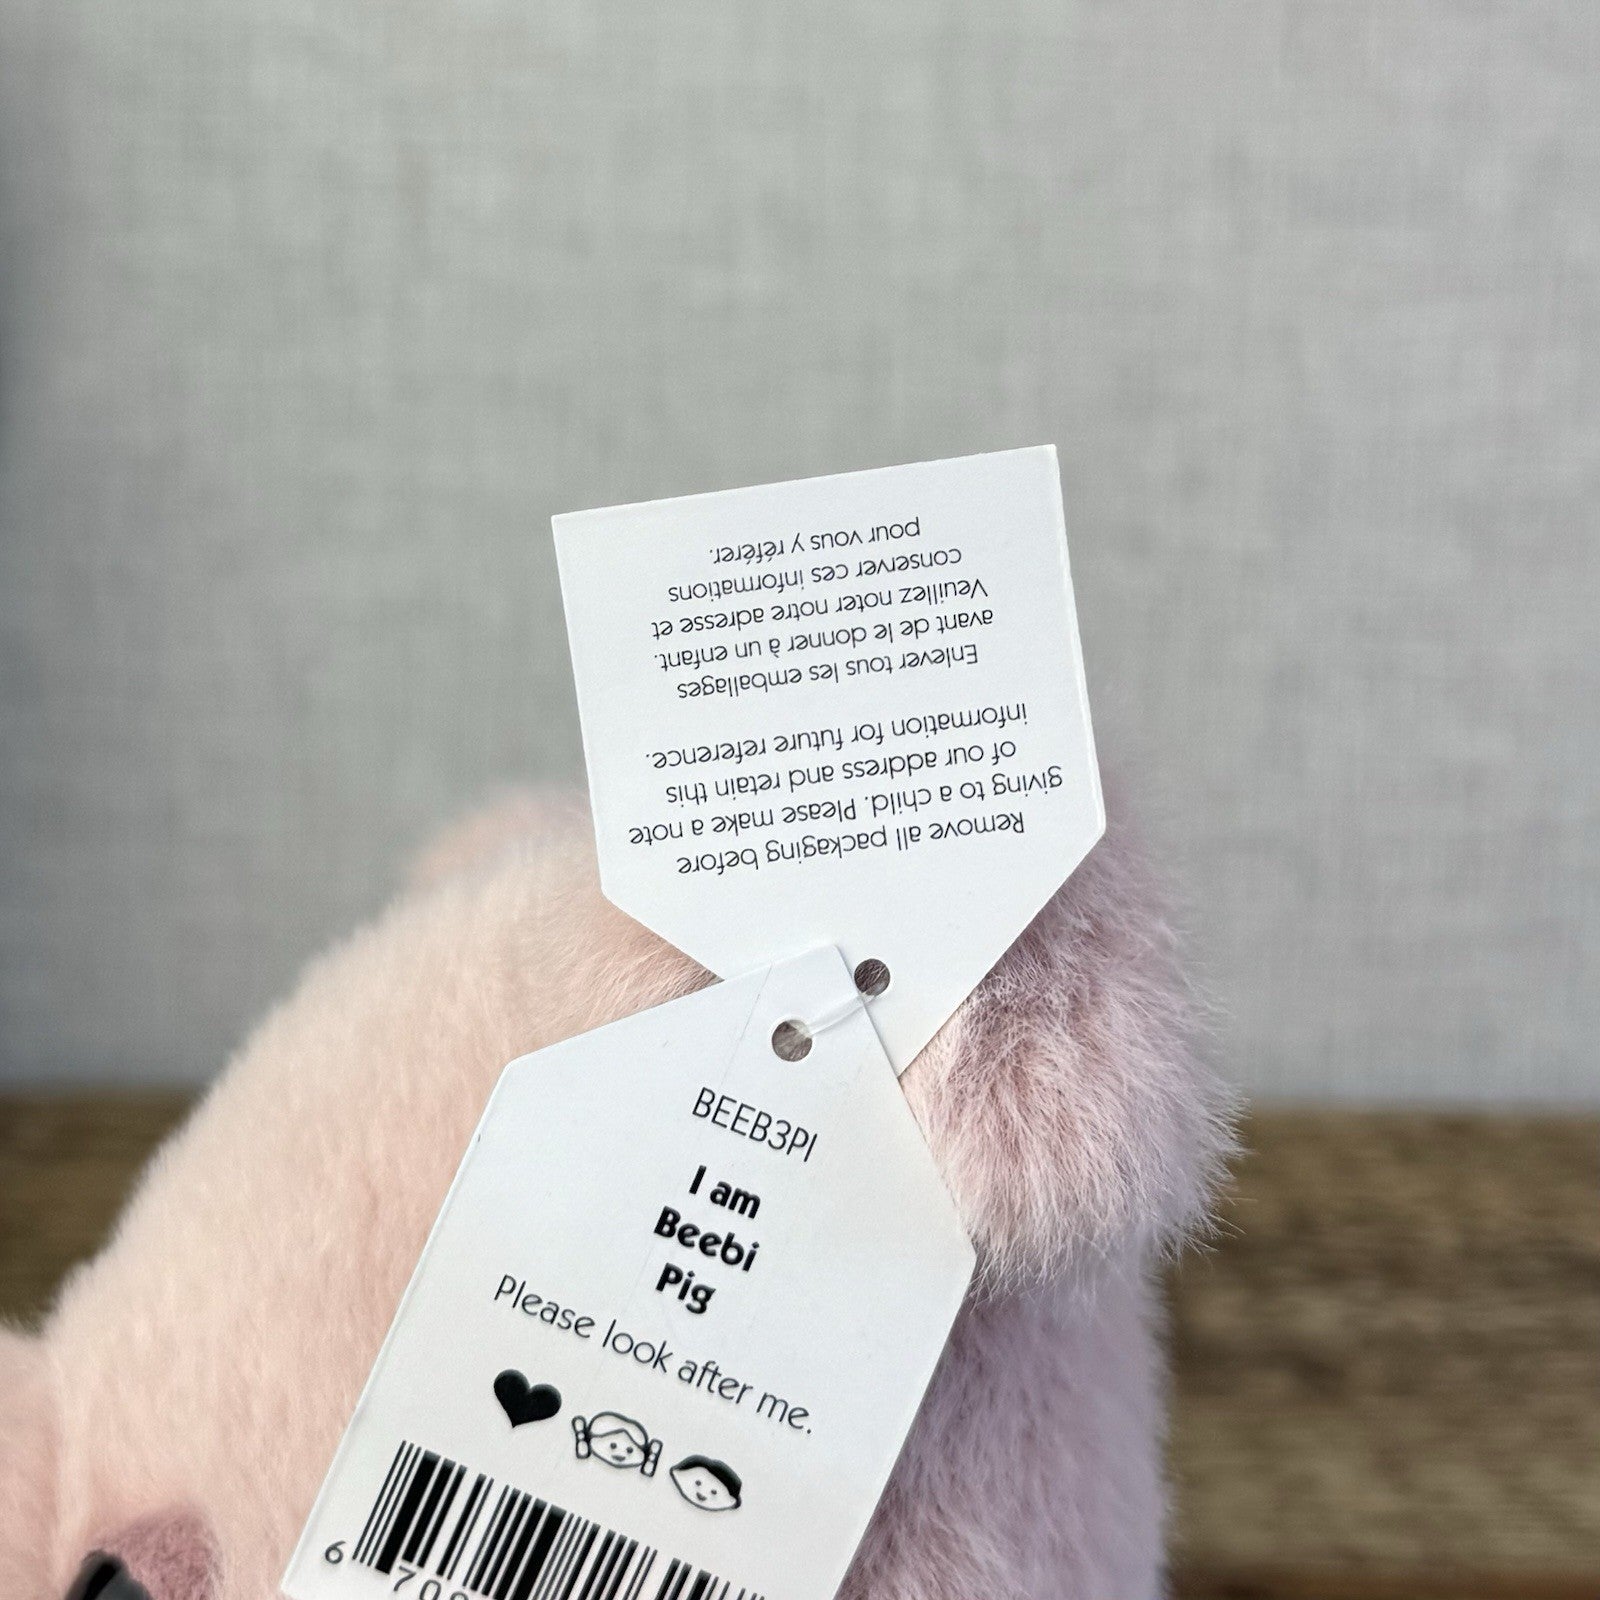 Remove all packaging before
giving to a child. Please make a note
of our address and retain this
information for future reference.
Enlever tous les emballages
avant de le donner à un enfant.
Veuillez noter notre adresse et
conserver ces informations
pour vous y référer.
BEEB3PI
I am
Beebi
Pig
Please look after me.
6 70